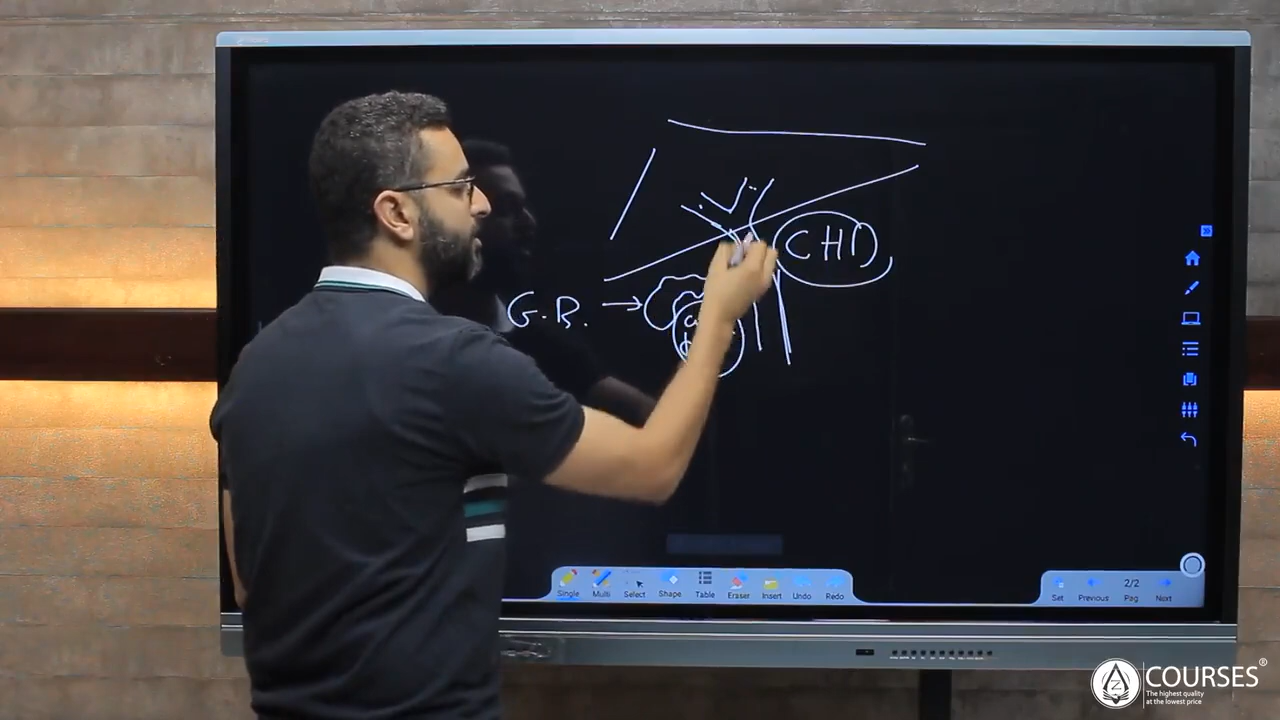 CHD
G.B.
Single
Multi
Select
Shape
Table
Eraser
Insert
Undo
Redo
Set
Previous
2/2
Pag
Next
COURSES®
The highest quality
at the lowest price